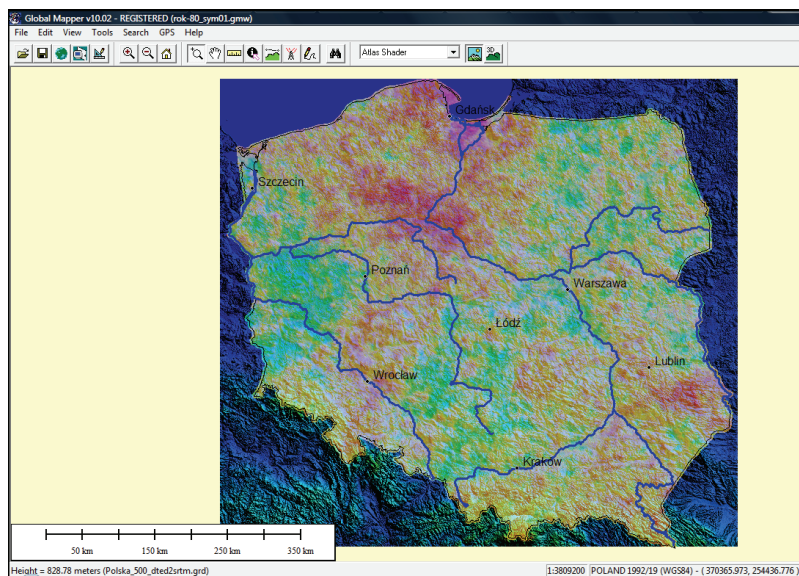 Global Mapper v10.02 - REGISTERED (rok-80_sym01.gmw)
File Edit View Tools Search GPS Help
Atlas Shader
3D
Gdańsk
Szczecin
Poznań
Warszawa
Łódź
Lublin
Wrocław
Kraków
50 km 150 km 250 km 350 km
Height = 828.78 meters (Polska_500_dted2srtm.grd) 1:3809200 POLAND 1992/19 (WGS84) - ( 370365.973, 254436.776 )